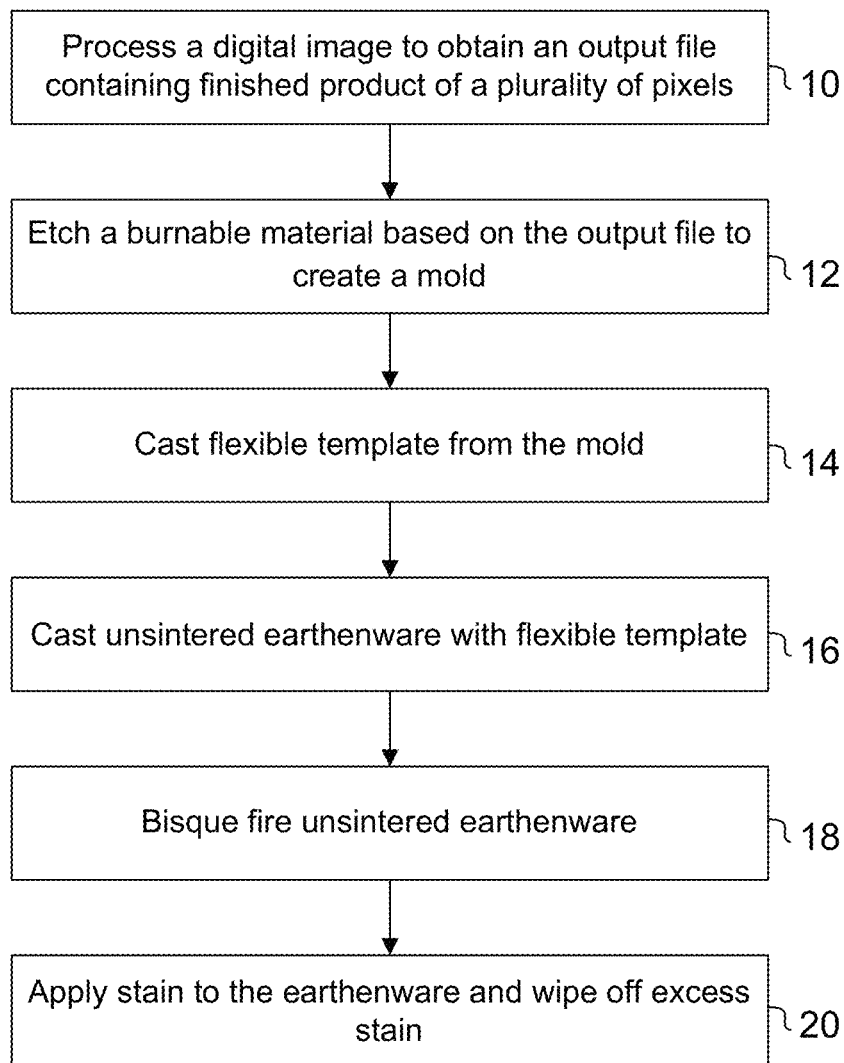 Process a digital image to obtain an output file
containing finished product of a plurality of pixels
10
Etch a burnable material based on the output file to
create a mold
12
Cast flexible template from the mold
14
Cast unsintered earthenware with flexible template
16
Bisque fire unsintered earthenware
18
Apply stain to the earthenware and wipe off excess
stain
20